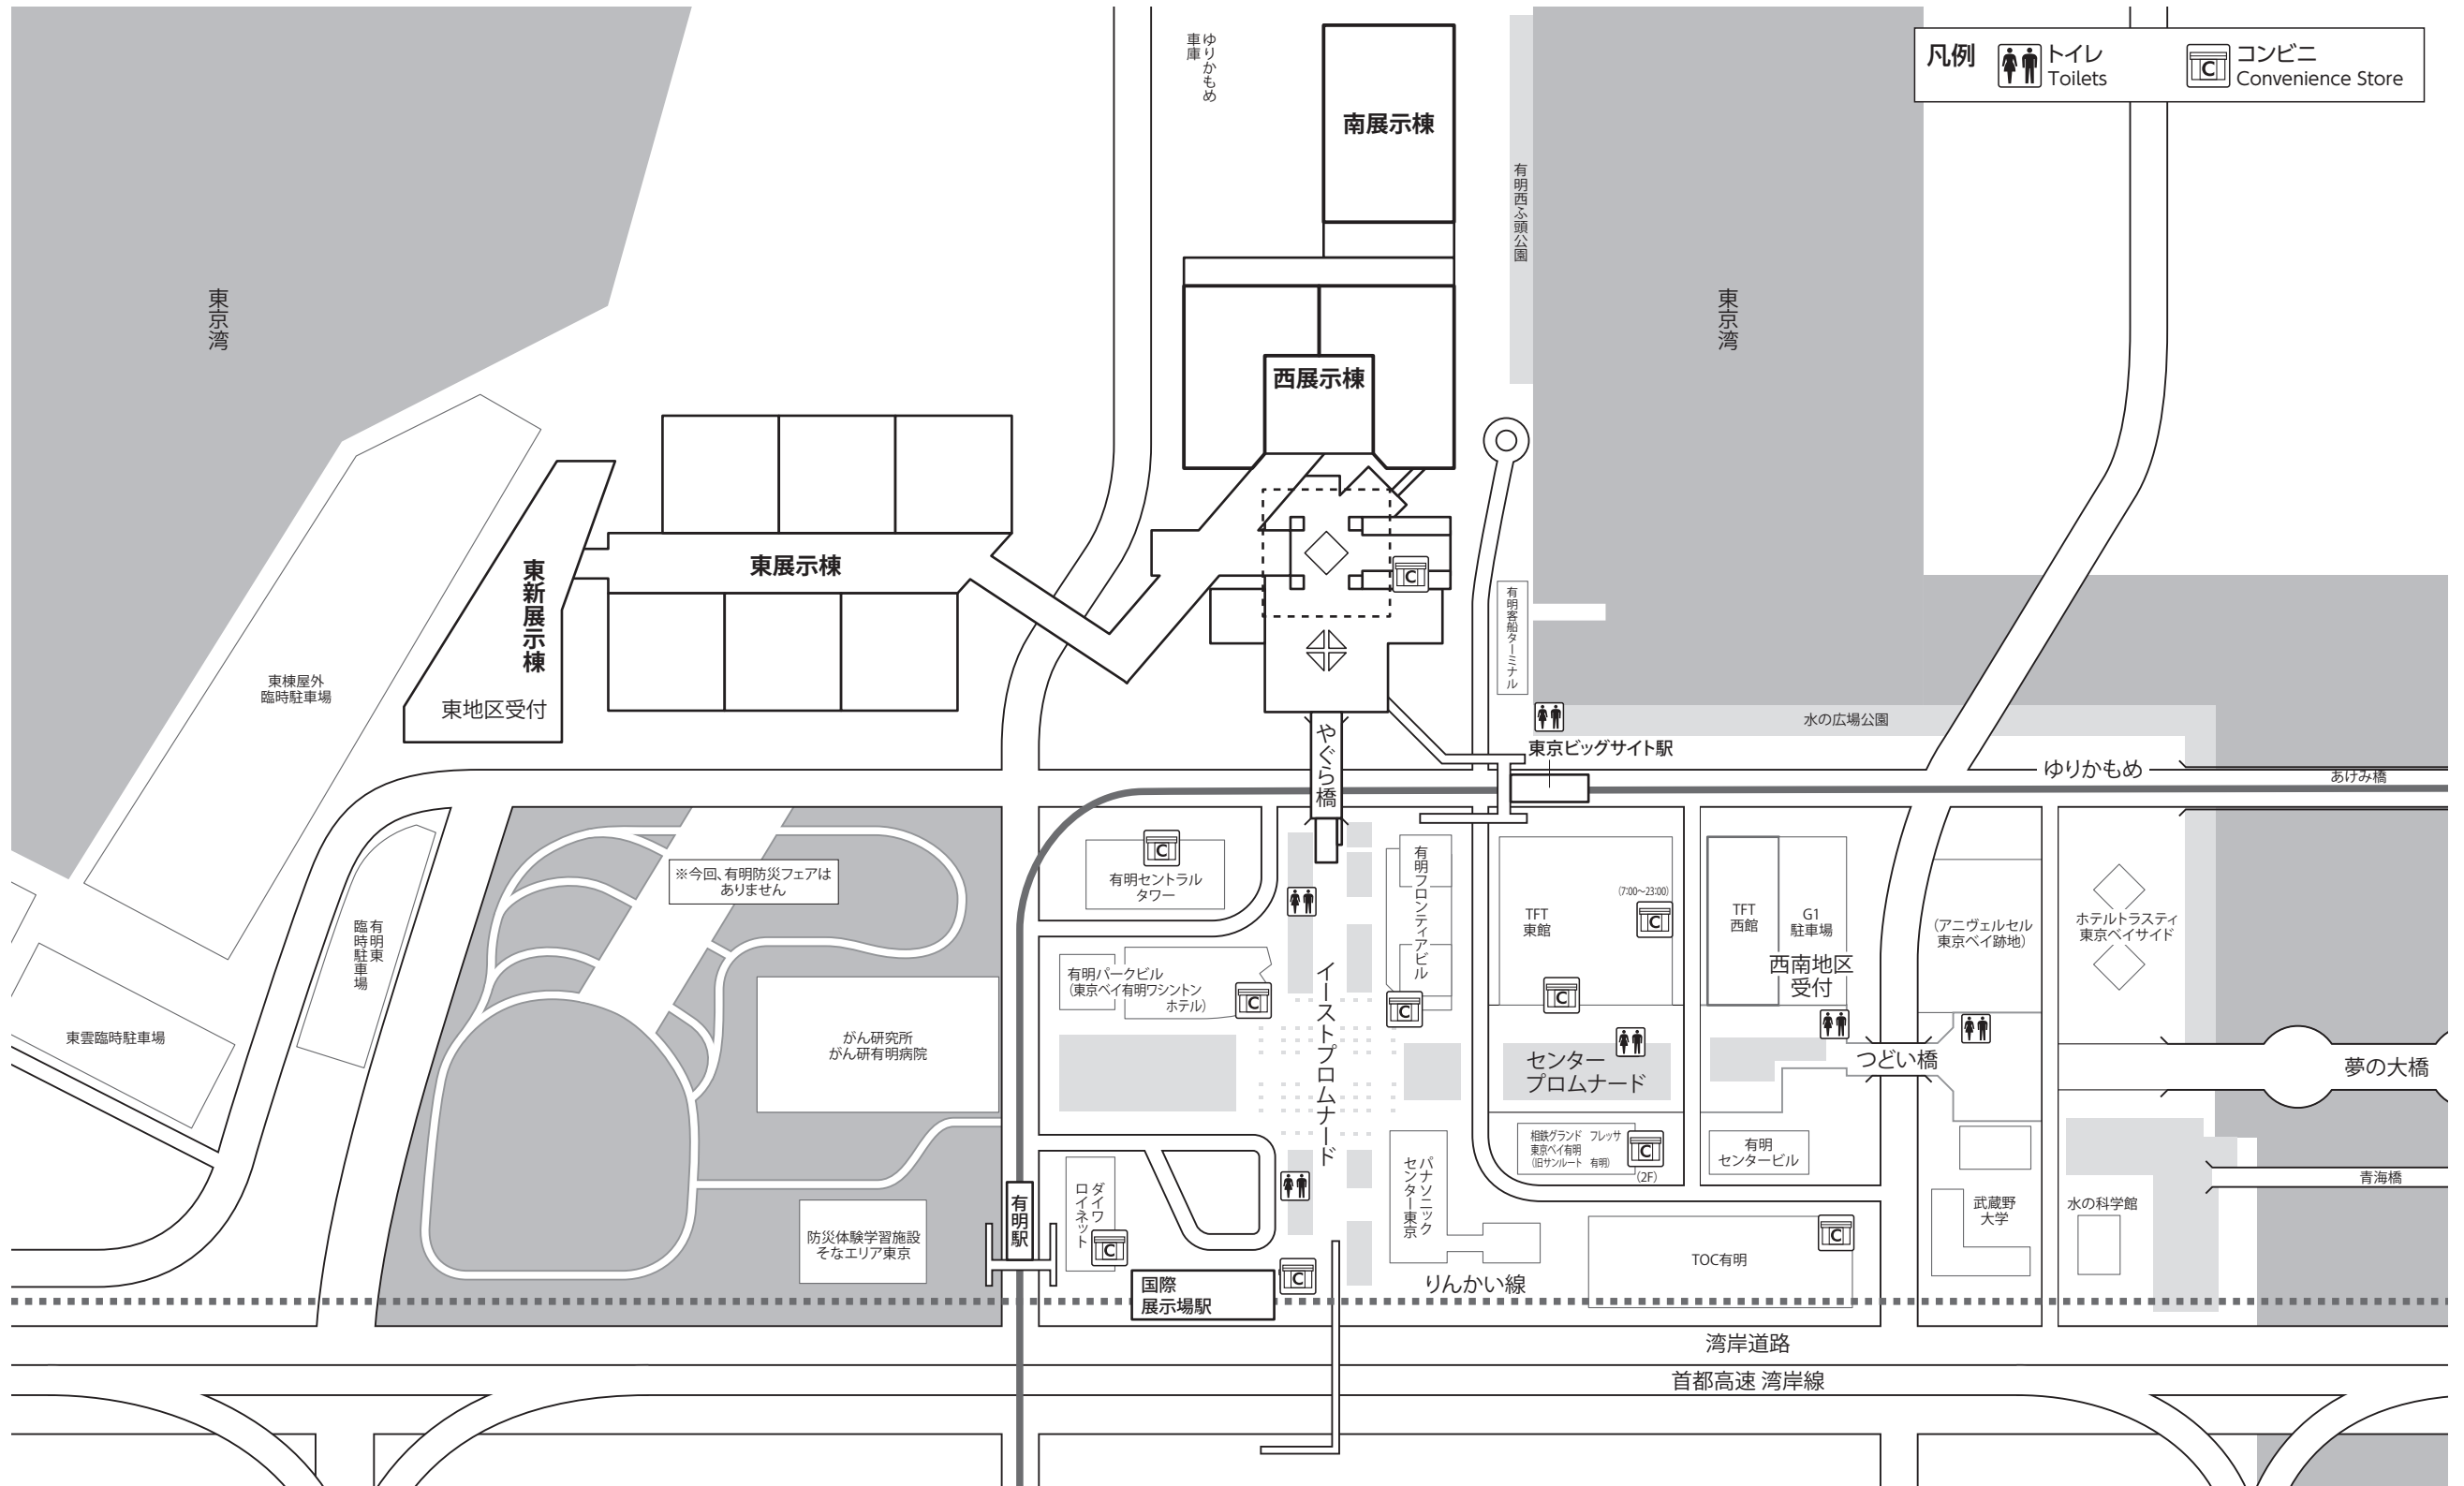 凡例
トイレ
Toilets
コンビニ
Convenience Store
C
ゆりかもめ
車庫
南展示棟
有明西ふ頭公園
東京湾
東京湾
西展示棟
東展示棟
東新展示棟
東地区受付
東棟屋外
臨時駐車場
C
有明客船ターミナル
水の広場公園
やぐら橋
東京ビッグサイト駅
ゆりかもめ
あけみ橋
※今回、有明防災フェアは
ありません
C
有明セントラル
タワー
有明フロンティアビル
TFT
東館
(7:00〜23:00)
C
TFT
西館
G1
駐車場
西南地区
受付
(アニヴェルセル
東京ベイ跡地)
ホテルトラスティ
東京ベイサイド
有明東
臨時駐車場
東雲臨時駐車場
有明パークビル
(東京ベイ有明ワシントン
ホテル)
C
イーストプロムナード
C
C
がん研究所
がん研有明病院
センター
プロムナード
つどい橋
夢の大橋
相鉄グランド フレッサ
東京ベイ有明
(旧サンルート 有明)
C
(2F)
有明
センタービル
青海橋
有明駅
ダイワ
ロイネット
C
パナソニック
センター東京
防災体験学習施設
そなエリア東京
国際
展示場駅
C
りんかい線
TOC有明
C
武蔵野
大学
水の科学館
湾岸道路
首都高速 湾岸線